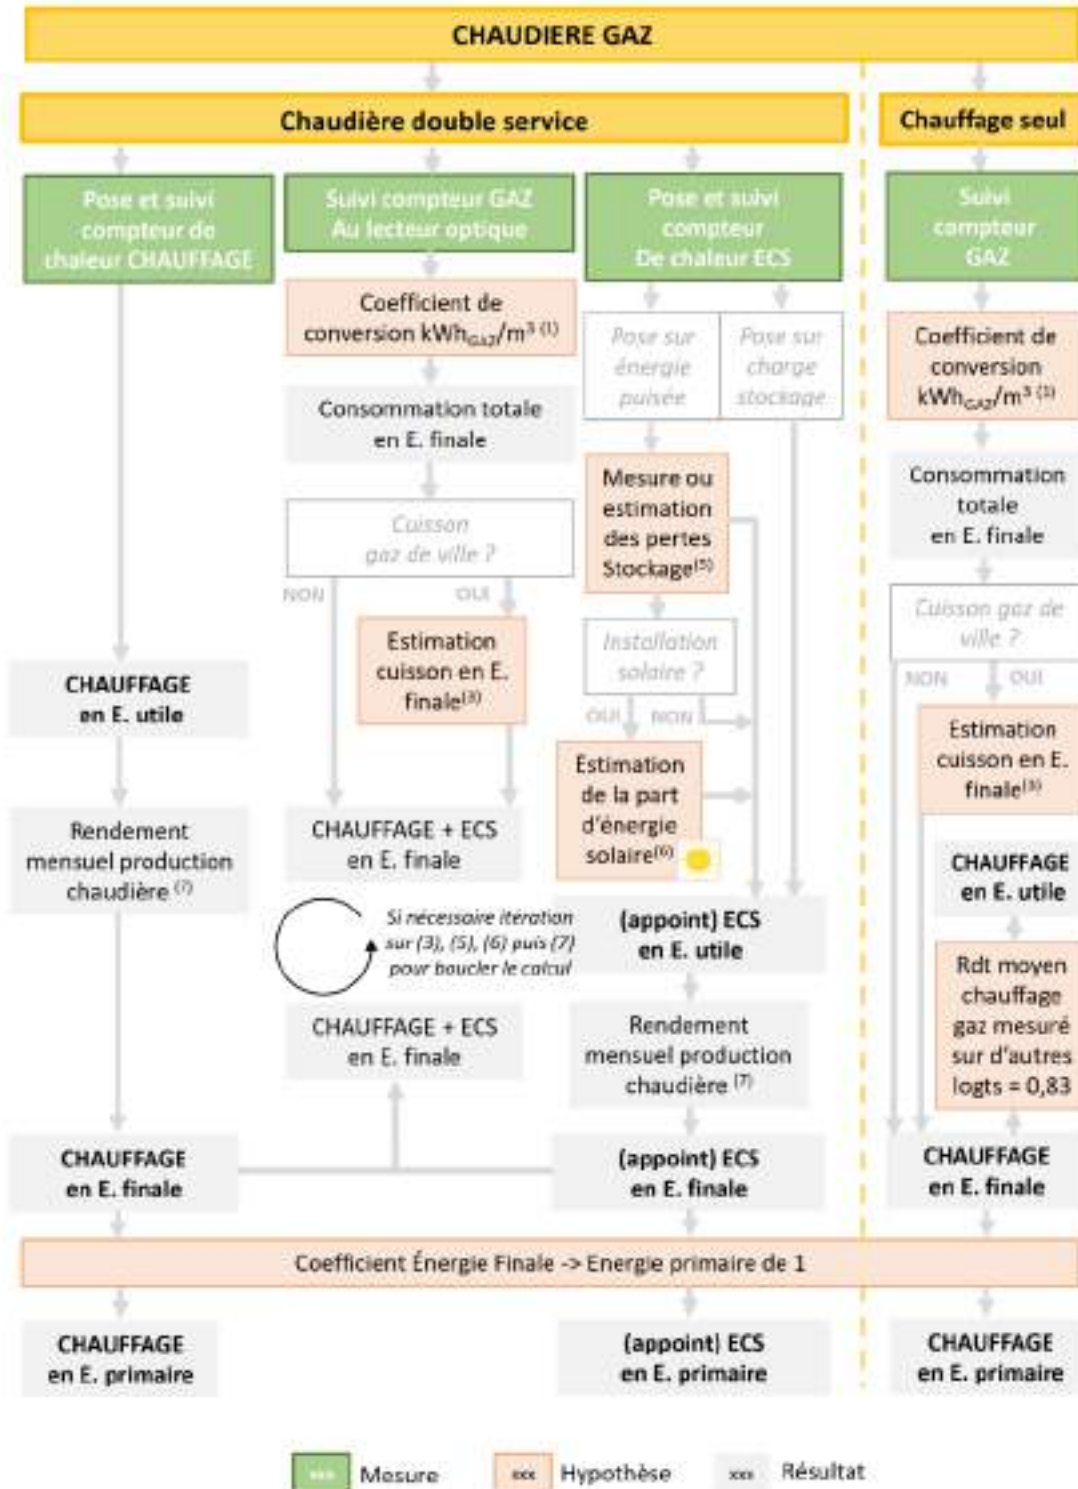 CHAUDIERE GAZ
Chaudière double service
Chauffage seul
Pose et suivi
compteur de
chaleur CHAUFFAGE
Suivi compteur GAZ
Au lecteur optique
Pose et suivi
compteur
De chaleur ECS
Suivi
compteur
GAZ
Coefficient de
conversion kWhGAZ/m³ (1)
Pose sur
énergie
puisée
Pose sur
charge
stockage
Coefficient de
conversion
kWhGAZ/m³ (1)
Consommation totale
en E. finale
Mesure ou
estimation
des pertes
Stockage(5)
Consommation
totale
en E. finale
Cuisson
gaz de ville ?
NON
OUI
Installation
solaire ?
OUI
NON
Cuisson gaz de
ville ?
NON
OUI
Estimation
cuisson en E.
finale(3)
CHAUFFAGE
en E. utile
Estimation
de la part
d'énergie
solaire(6)
Estimation
cuisson en E.
finale(3)
Rendement
mensuel production
chaudière (7)
CHAUFFAGE + ECS
en E. finale
CHAUFFAGE
en E. utile
Si nécessaire itération
sur (3), (5), (6) puis (7)
pour boucler le calcul
(appoint) ECS
en E. utile
Rdt moyen
chauffage
gaz mesuré
sur d'autres
logts = 0,83
CHAUFFAGE + ECS
en E. finale
Rendement
mensuel production
chaudière (7)
CHAUFFAGE
en E. finale
(appoint) ECS
en E. finale
CHAUFFAGE
en E. finale
Coefficient Énergie Finale -> Energie primaire de 1
CHAUFFAGE
en E. primaire
(appoint) ECS
en E. primaire
CHAUFFAGE
en E. primaire
xxx Mesure
xxx Hypothèse
xxx Résultat